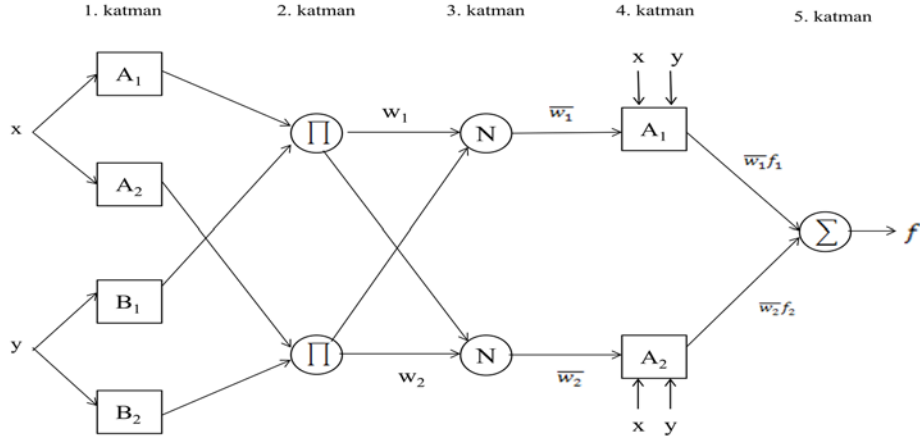 1. katman 2. katman 3. katman 4. katman 5. katman
x y
A₁
x
∏ w₁ N w̅₁ A₁
w̅₁f₁
A₂
∑ f
B₁
w̅₂f₂
y
∏ w₂ N w̅₂ A₂
B₂
x y